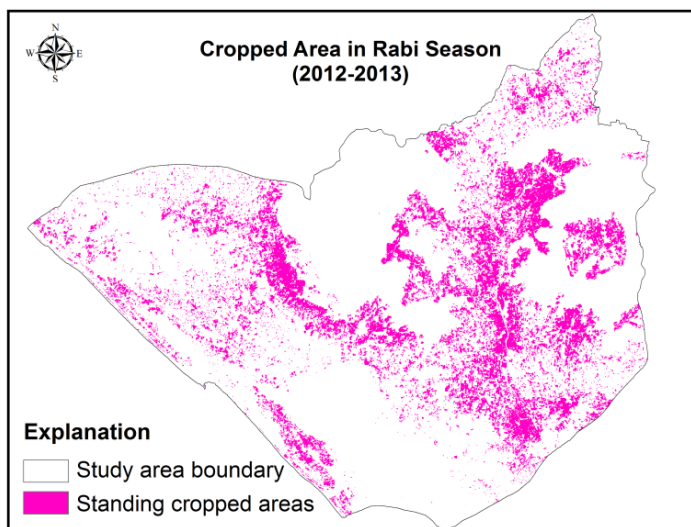 N
W E
S
Cropped Area in Rabi Season
(2012-2013)
Explanation
Study area boundary
Standing cropped areas